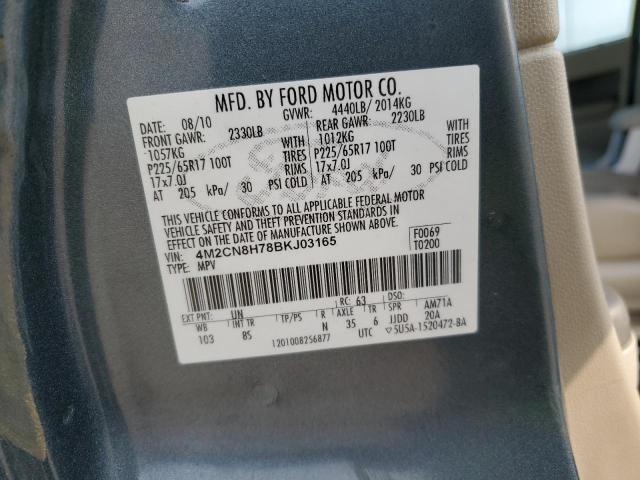 MFD. BY FORD MOTOR CO.
DATE: 08/10 GVWR: 4440LB/ 2014KG
FRONT GAWR: 2330LB REAR GAWR: 2230LB
1057KG WITH 1012KG WITH
P225/65R17 100T TIRES P225/65R17 100T TIRES
17x7.0J RIMS 17x7.0J RIMS
AT 205 kPa/ 30 PSI COLD AT 205 kPa/ 30 PSI COLD
THIS VEHICLE CONFORMS TO ALL APPLICABLE FEDERAL MOTOR
VEHICLE SAFETY AND THEFT PREVENTION STANDARDS IN
EFFECT ON THE DATE OF MANUFACTURE SHOWN ABOVE.
VIN: 4M2CN8H78BKJ03165 F0069
TYPE: MPV T0200
EXT PNT: UN RC: 63 DSO:
WB INT TR TP/PS R AXLE TR SPR AM71A
103 8S N 35 6 JJDD 20A
1201008256877 UTC ▽5U5A-1520472-BA
Ford